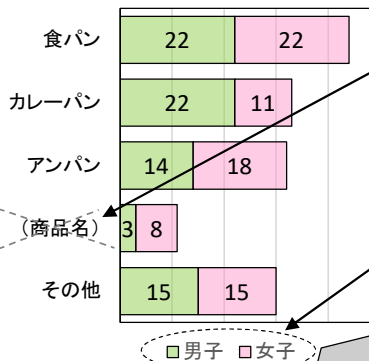 食パン 22 22
カレーパン 22 11
アンパン 14 18
（商品名） 3 8
その他 15 15
男子 女子